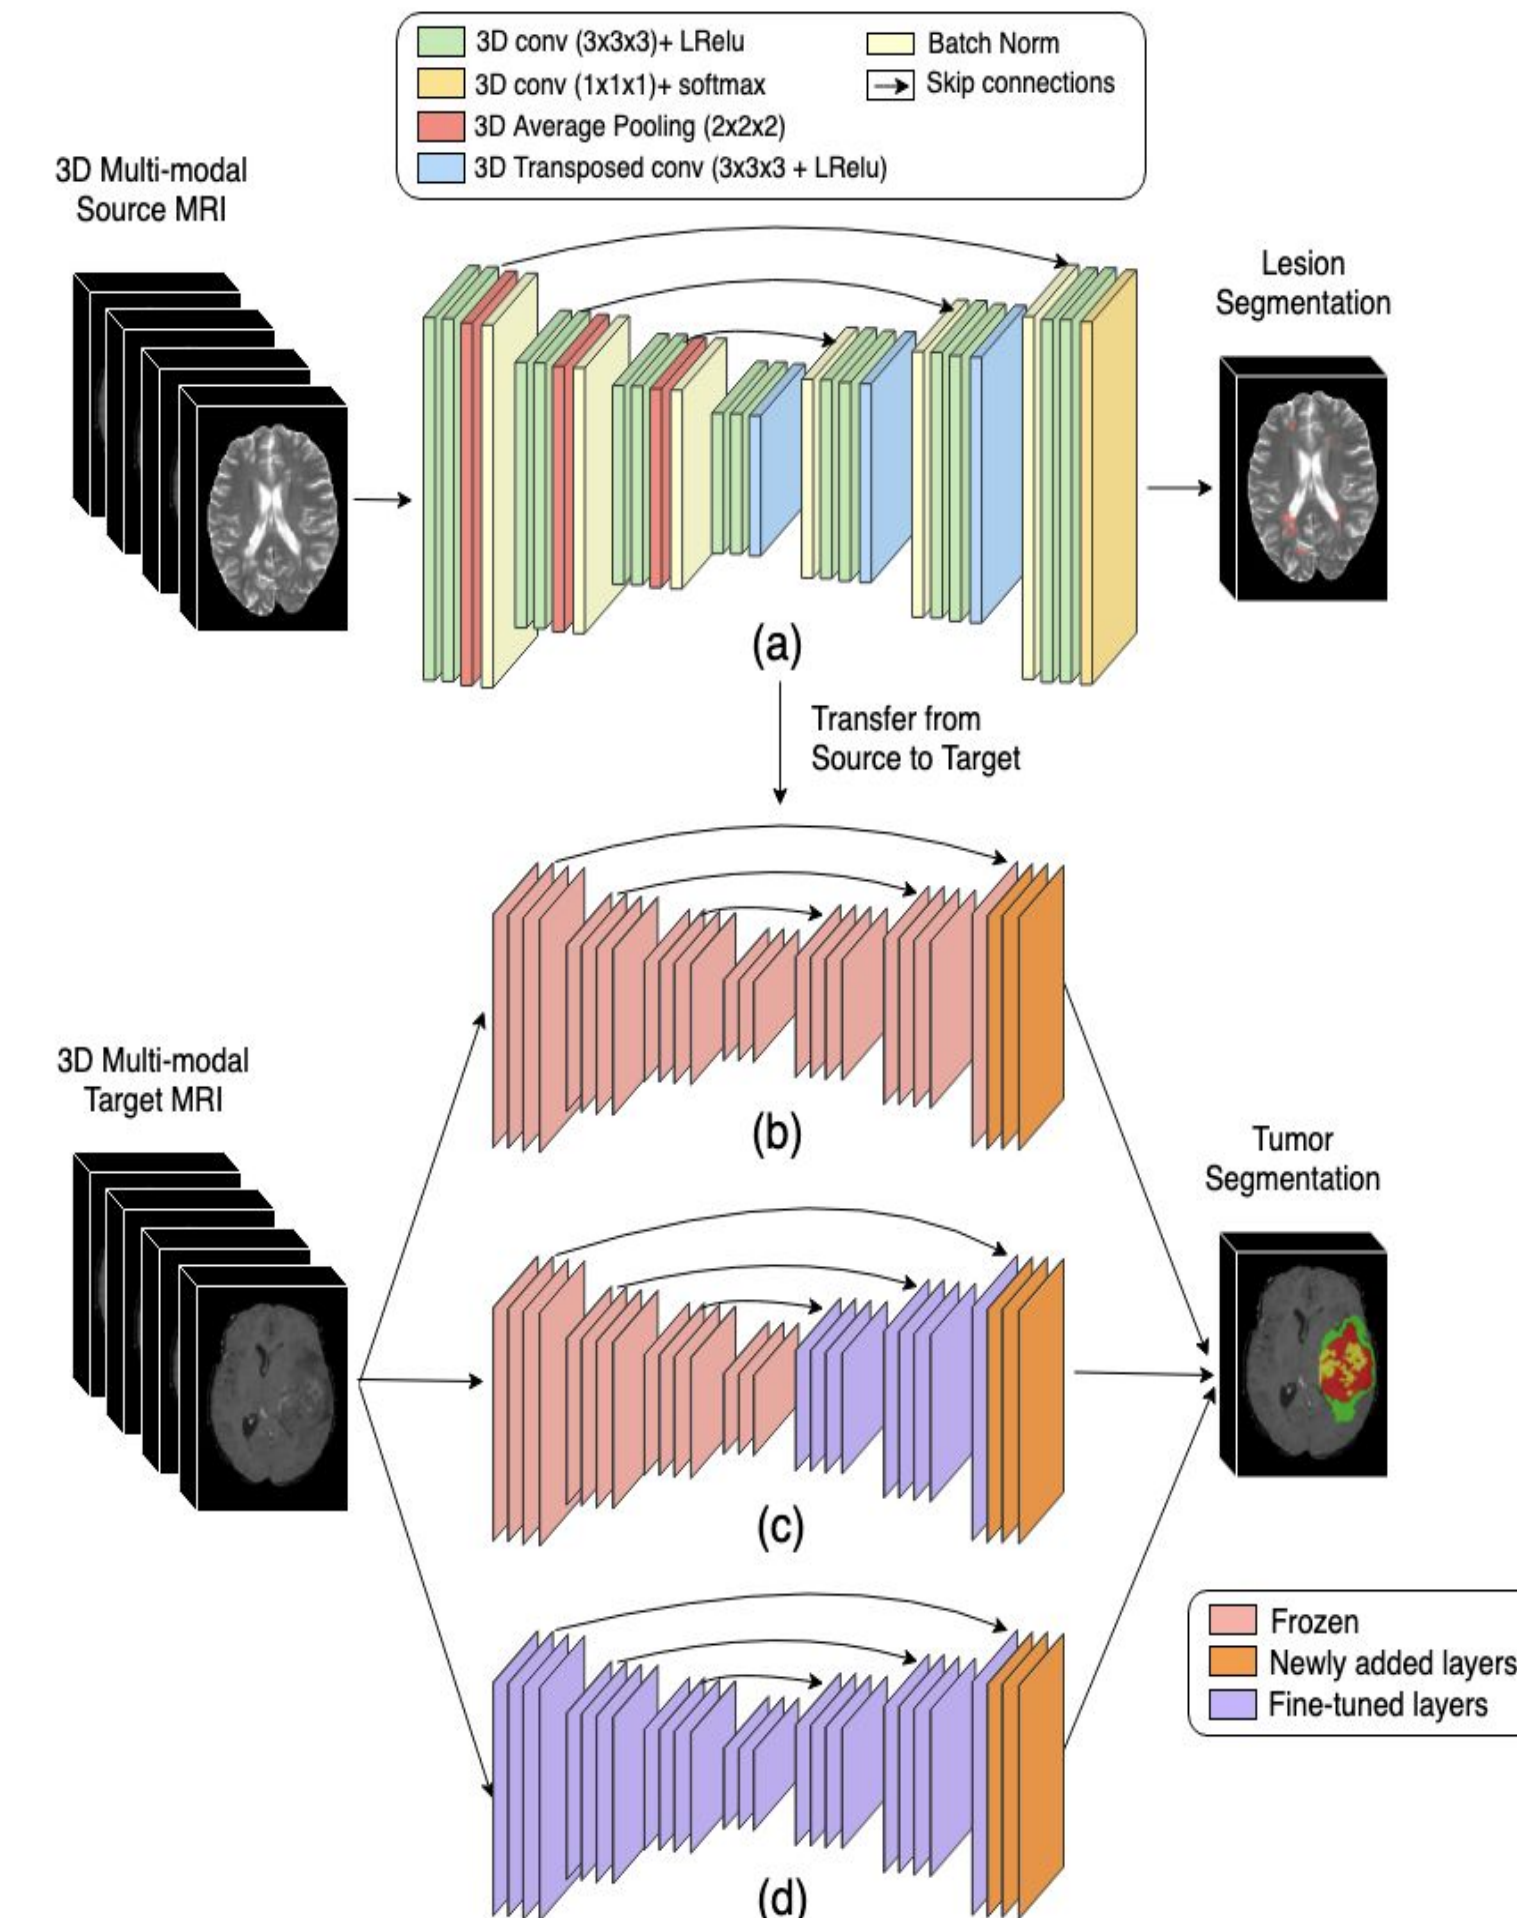 3D conv (3x3x3)+ LRelu
3D conv (1x1x1)+ softmax
3D Average Pooling (2x2x2)
3D Transposed conv (3x3x3 + LRelu)
Batch Norm
Skip connections
3D Multi-modal
Source MRI
Lesion
Segmentation
(a)
Transfer from
Source to Target
(b)
3D Multi-modal
Target MRI
Tumor
Segmentation
(c)
Frozen
Newly added layers
Fine-tuned layers
(d)